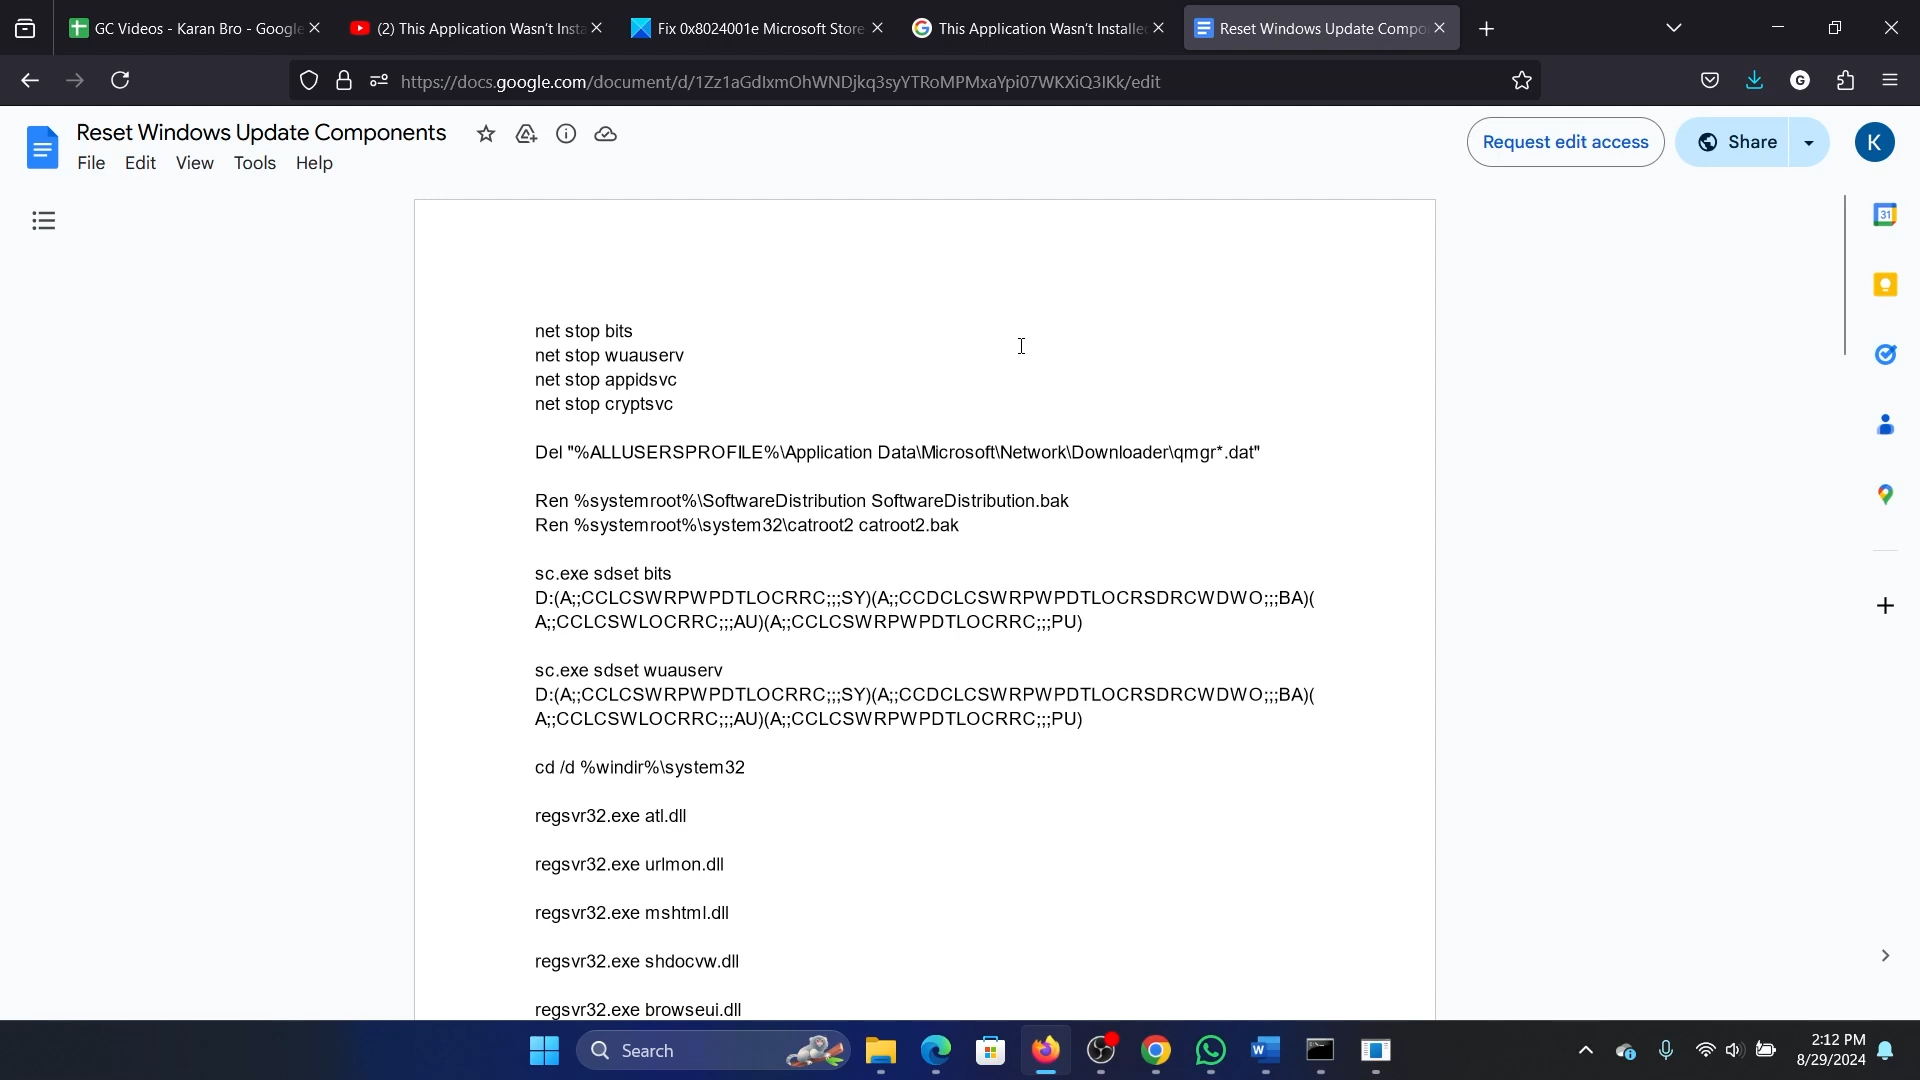 GC Videos - Karan Bro - Google
(2) This Application Wasn't Insta
Fix 0x8024001e Microsoft Store
This Application Wasn't Installe
Reset Windows Update Compo
https://docs.google.com/document/d/1Zz1aGdIxmOhWNDjkq3syYTRoMPMxaYpi07WKXiQ3IKk/edit
G
Reset Windows Update Components
File Edit View Tools Help
Request edit access
Share
K
31
net stop bits
net stop wuauserv
net stop appidsvc
net stop cryptsvc
Del "%ALLUSERSPROFILE%\Application Data\Microsoft\Network\Downloader\qmgr*.dat"
Ren %systemroot%\SoftwareDistribution SoftwareDistribution.bak
Ren %systemroot%\system32\catroot2 catroot2.bak
sc.exe sdset bits
D:(A;;CCLCSWRPWPDTLOCRRC;;;SY)(A;;CCDCLCSWRPWPDTLOCRSDRCWDWO;;;BA)(
A;;CCLCSWLOCRRC;;;AU)(A;;CCLCSWRPWPDTLOCRRC;;;PU)
sc.exe sdset wuauserv
D:(A;;CCLCSWRPWPDTLOCRRC;;;SY)(A;;CCDCLCSWRPWPDTLOCRSDRCWDWO;;;BA)(
A;;CCLCSWLOCRRC;;;AU)(A;;CCLCSWRPWPDTLOCRRC;;;PU)
cd /d %windir%\system32
regsvr32.exe atl.dll
regsvr32.exe urlmon.dll
regsvr32.exe mshtml.dll
regsvr32.exe shdocvw.dll
regsvr32.exe browseui.dll
Search
W
2:12 PM
8/29/2024